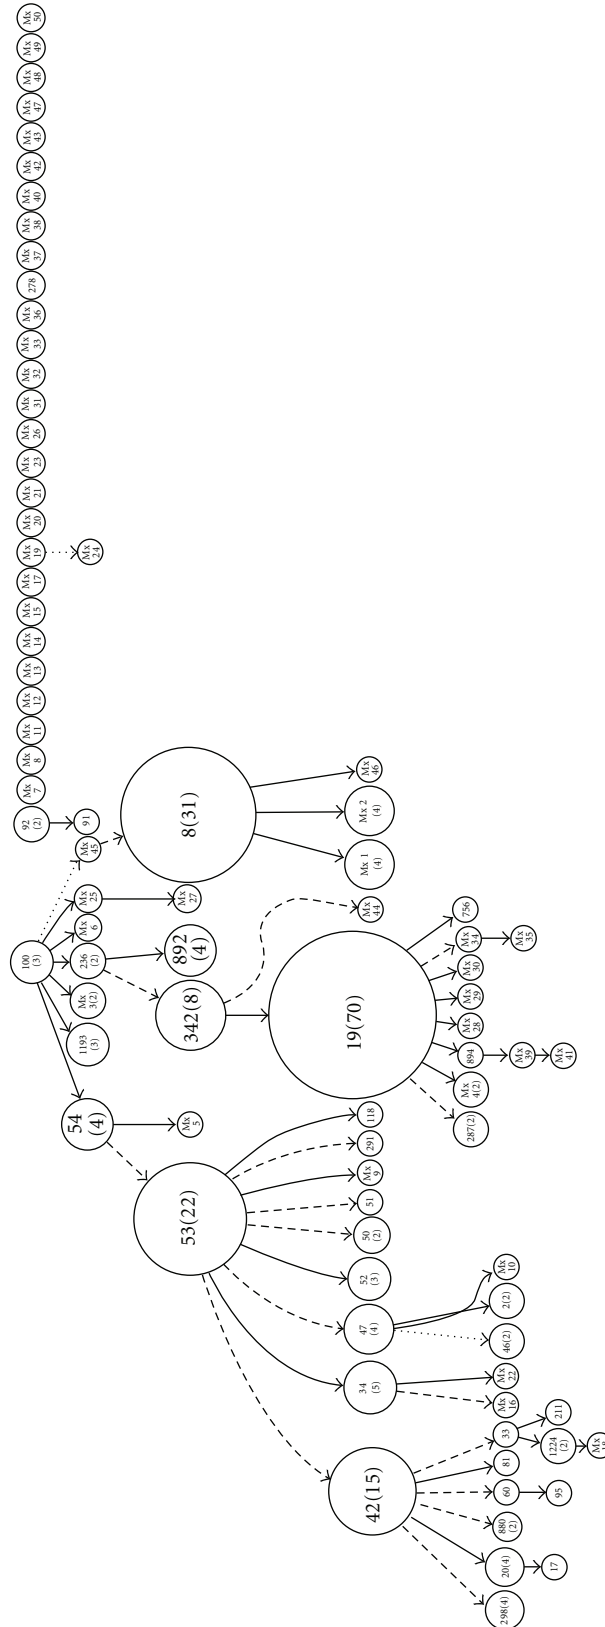 Mx
50
Mx
49
Mx
48
Mx
47
Mx
43
Mx
42
Mx
40
Mx
38
Mx
37
278
Mx
36
Mx
33
Mx
32
Mx
31
Mx
26
Mx
23
Mx
21
Mx
20
Mx
19
Mx
24
Mx
17
Mx
15
Mx
14
Mx
13
Mx
12
Mx
11
Mx
8
Mx
7
92
(2)
91
100
(3)
Mx
45
8(31)
Mx
46
Mx 2
(4)
Mx 1
(4)
Mx
25
Mx
27
Mx
6
236
(2)
892
(4)
342(8)
Mx
44
19(70)
756
Mx
34
Mx
35
Mx
30
Mx
29
Mx
28
894
Mx
39
Mx
41
Mx
4(2)
287(2)
Mx
3(2)
1193
(3)
54
(4)
Mx
5
53(22)
118
291
Mx
9
51
50
(2)
52
(3)
47
(4)
Mx
10
2(2)
46(2)
34
(5)
Mx
22
Mx
16
42(15)
33
211
1224
(2)
Mx
18
81
60
95
880
(2)
20(4)
17
298(4)